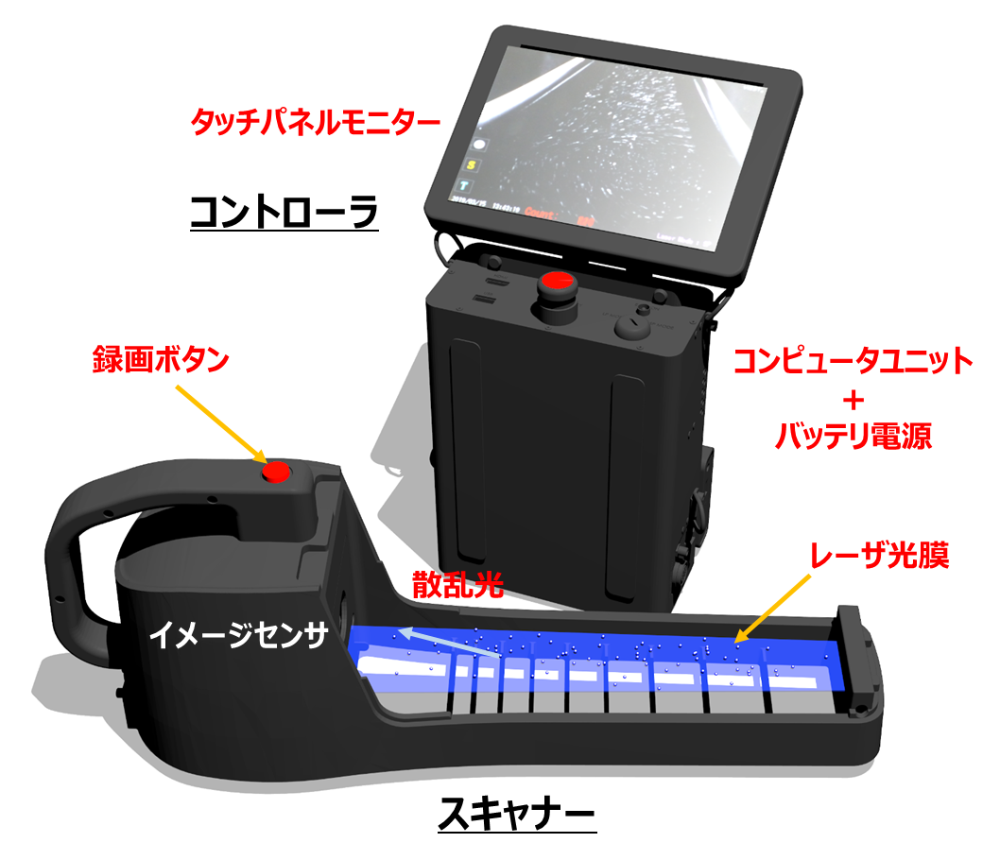 タッチパネルモニター
コントローラ
S
T
Count:
録画ボタン
コンピュータユニット
+
バッテリ電源
レーザ光膜
散乱光
イメージセンサ
スキャナー